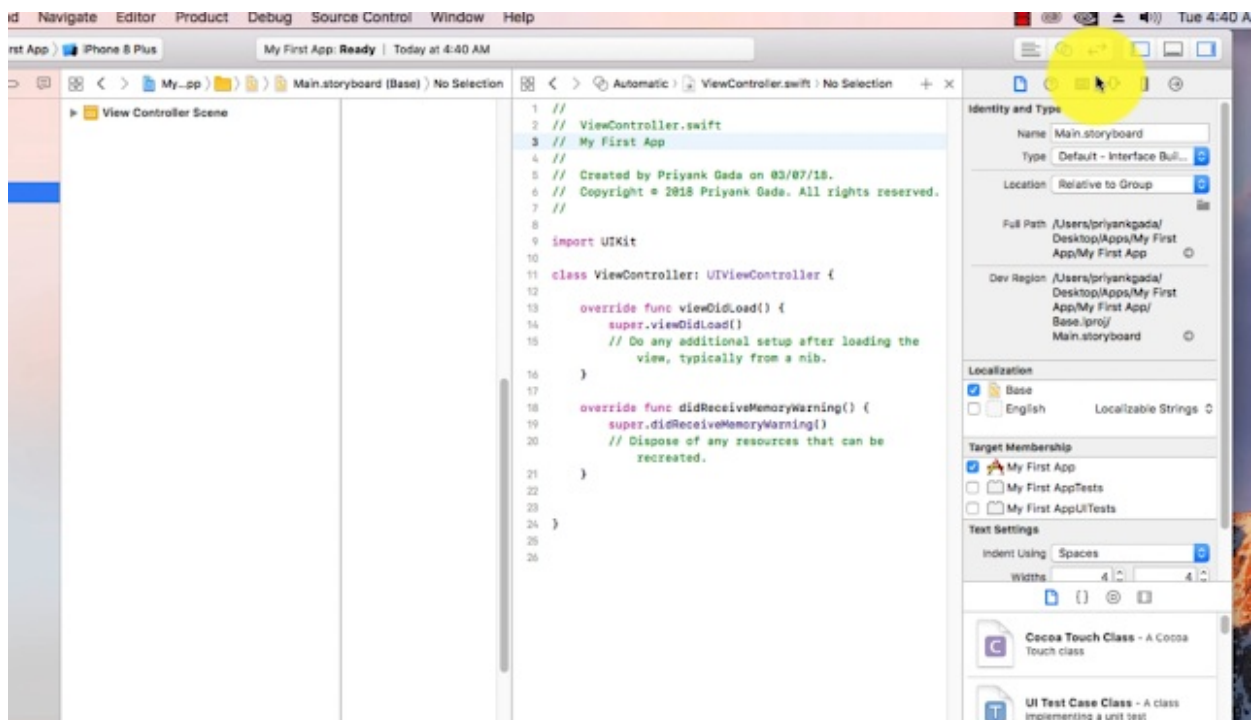 Navigate Editor Product Debug Source Control Window Help Tue 4:40 A
rst App iPhone 8 Plus My First App: Ready | Today at 4:40 AM
My...pp Main.storyboard (Base) No Selection
Automatic ViewController.swift No Selection
View Controller Scene
1 //
2 // ViewController.swift
3 // My First App
4 //
5 // Created by Priyank Gada on 03/07/18.
6 // Copyright © 2018 Priyank Gada. All rights reserved.
7 //
8
9 import UIKit
10
11 class ViewController: UIViewController {
12
13 override func viewDidLoad() {
14 super.viewDidLoad()
15 // Do any additional setup after loading the
view, typically from a nib.
16 }
17
18 override func didReceiveMemoryWarning() {
19 super.didReceiveMemoryWarning()
20 // Dispose of any resources that can be
recreated.
21 }
22
23
24 }
25
26
Identity and Type
Name Main.storyboard
Type Default - Interface Buil...
Location Relative to Group
Full Path /Users/priyankgada/
Desktop/Apps/My First
App/My First App
Dev Region /Users/priyankgada/
Desktop/Apps/My First
App/My First App/
Base.lproj/
Main.storyboard
Localization
Base
English Localizable Strings
Target Membership
My First App
My First AppTests
My First AppUITests
Text Settings
Indent Using Spaces
Widths 4 4
{}
C Cocoa Touch Class - A Cocoa
Touch class
T UI Test Case Class - A class
implementing a unit test